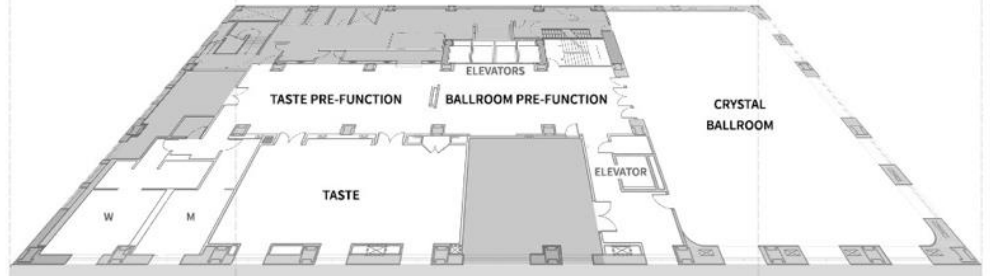 ELEVATORS
TASTE PRE-FUNCTION
BALLROOM PRE-FUNCTION
CRYSTAL
BALLROOM
ELEVATOR
TASTE
W
M